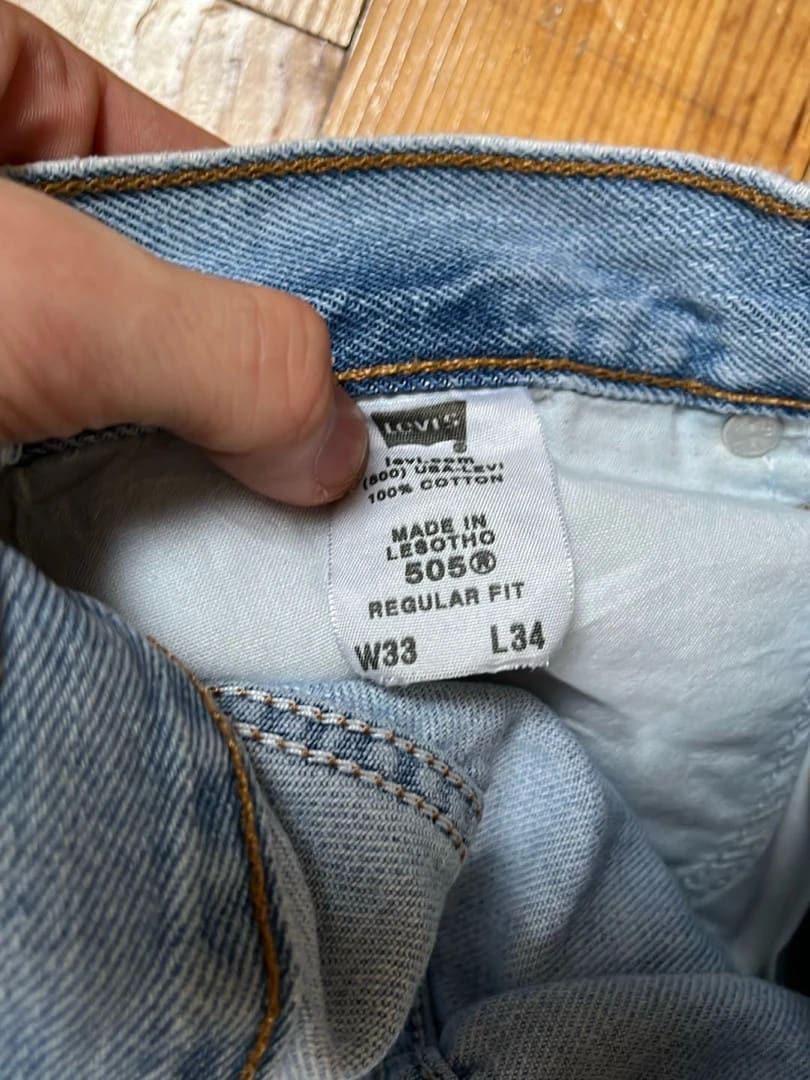 Levi's
®
levi.com
(800) USA-LEVI
100% COTTON
MADE IN
LESOTHO
505®
REGULAR FIT
W33 L34